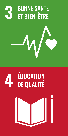 3 BONNE SANTÉ
ET BIEN-ÊTRE
4 ÉDUCATION
DE QUALITÉ